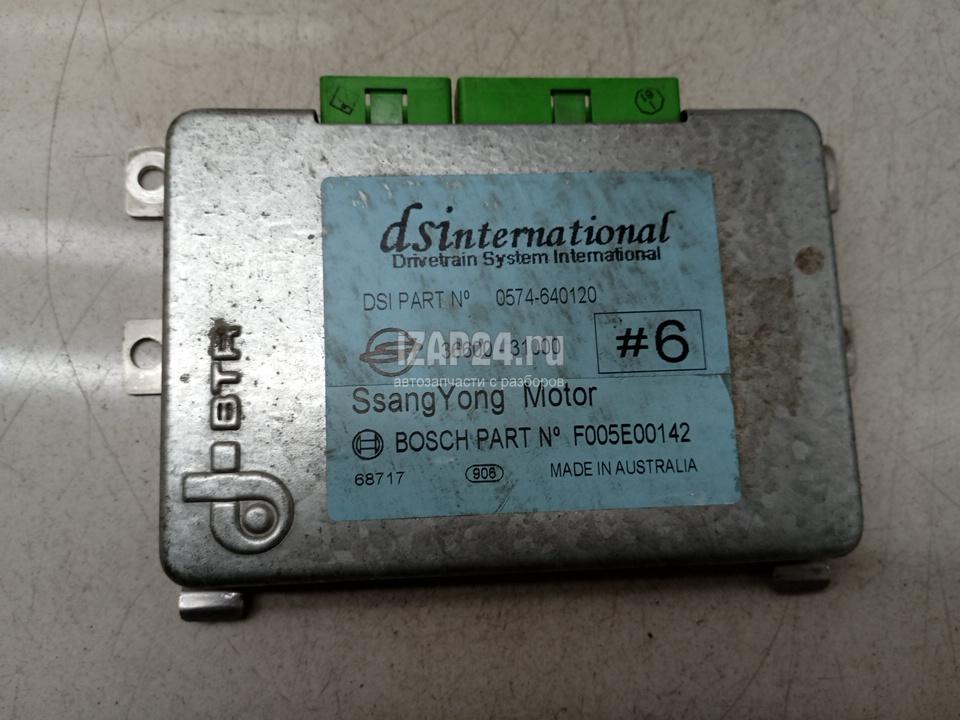 dsInternational
Drivetrain System International
DSI PART Nº 0574-640120
IZAP24.ru
#6
автозапчасти с разборов
SsangYong Motor
BOSCH PART Nº F005E00142
68717 906 MADE IN AUSTRALIA
BTR